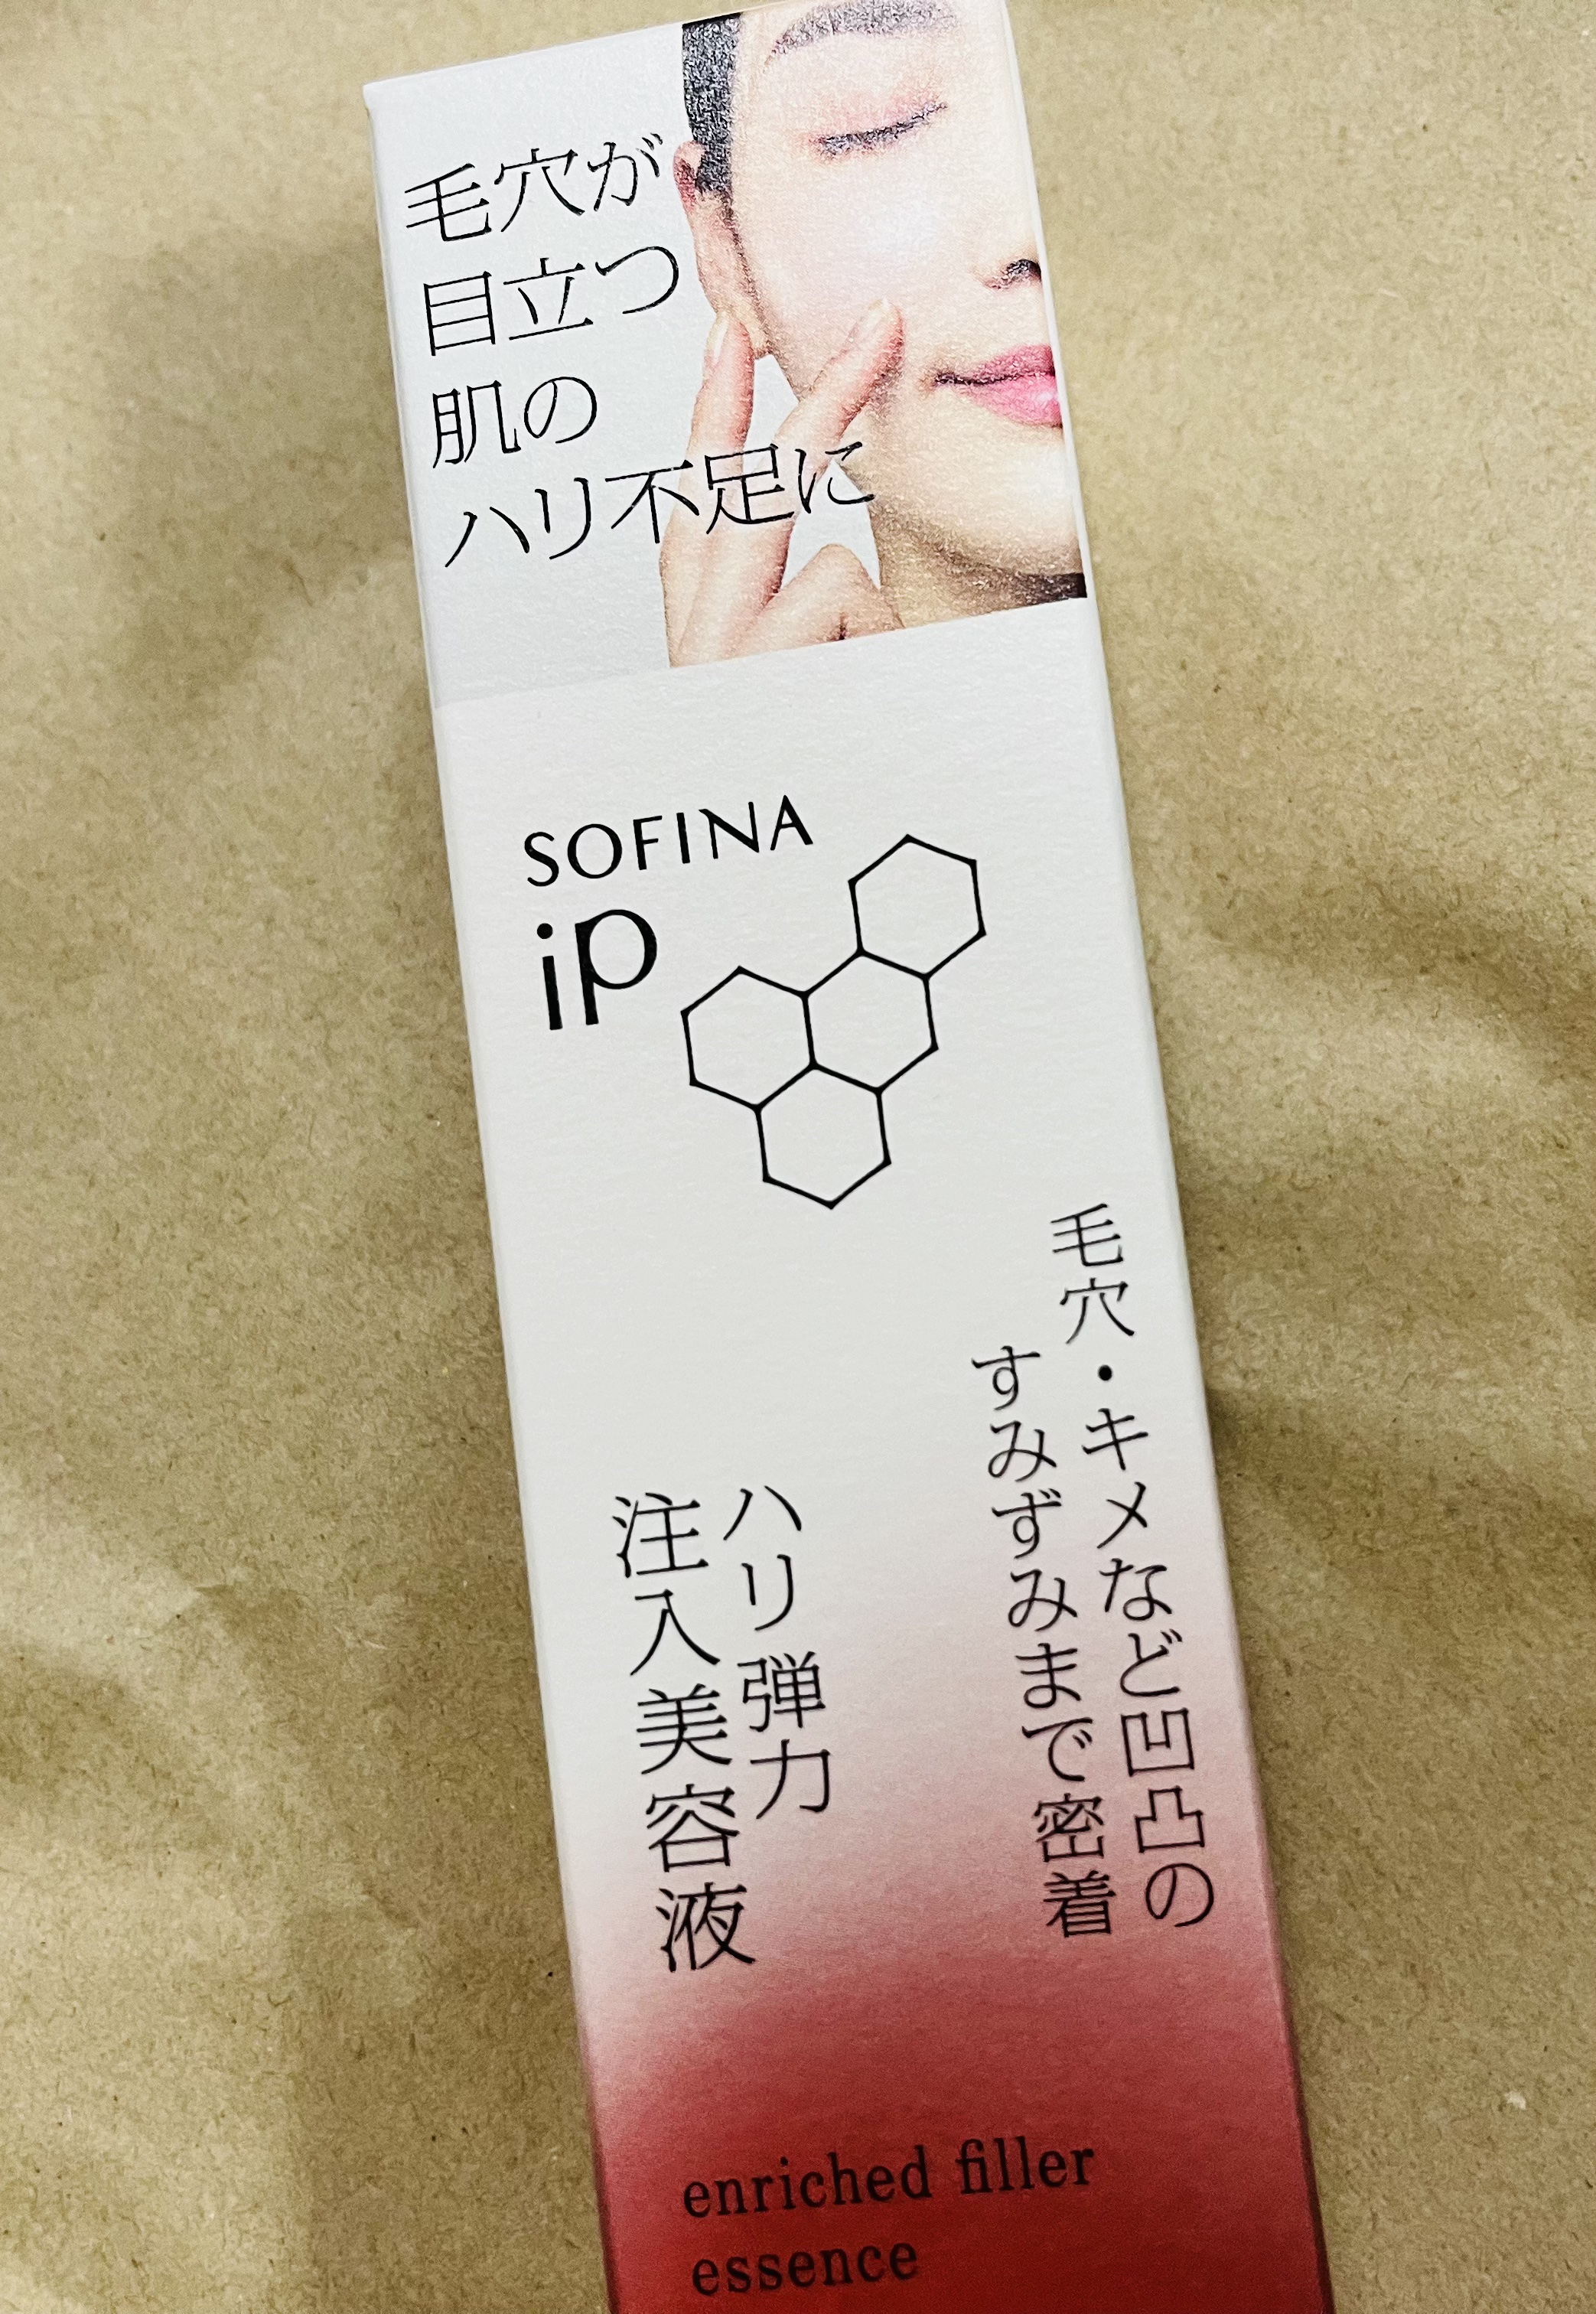 毛穴が
目立つ
肌の
ハリ不足に
SOFINA
iP
毛穴・キメなど凹凸の
すみずみまで密着
ハリ弾力
注入美容液
enriched filler
essence